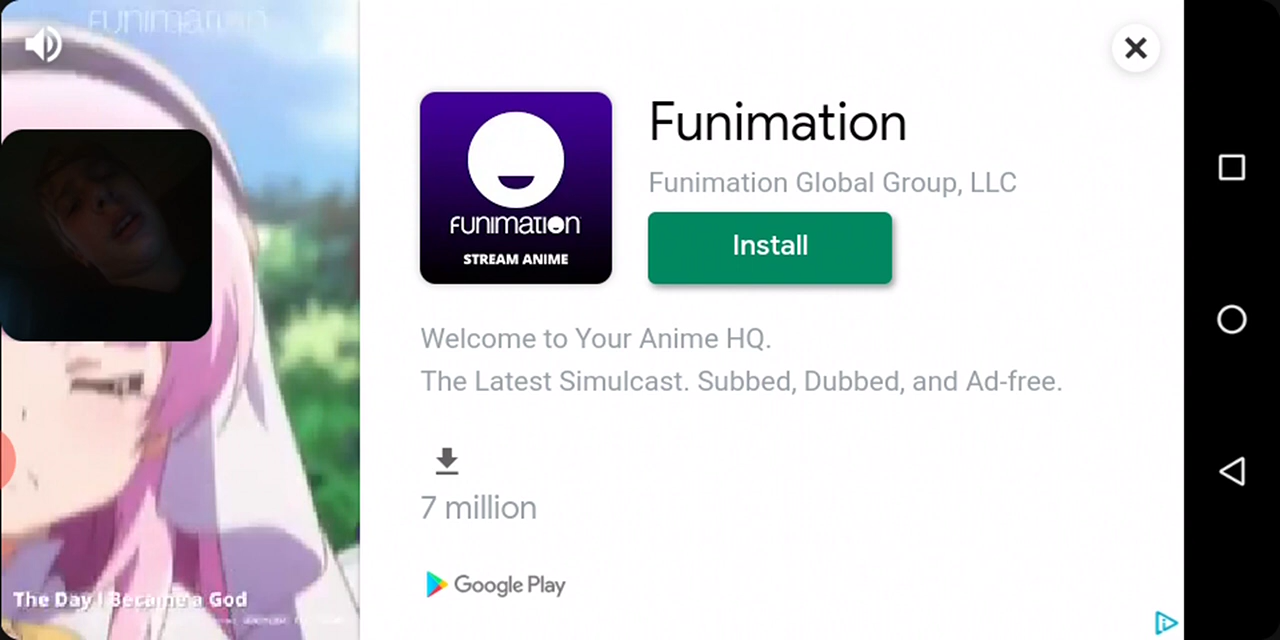 Funimation
Funimation
Funimation Global Group, LLC
Install
Funimation
STREAM ANIME
Welcome to Your Anime HQ.
The Latest Simulcast. Subbed, Dubbed, and Ad-free.
7 million
Google Play
The Day I Became a God